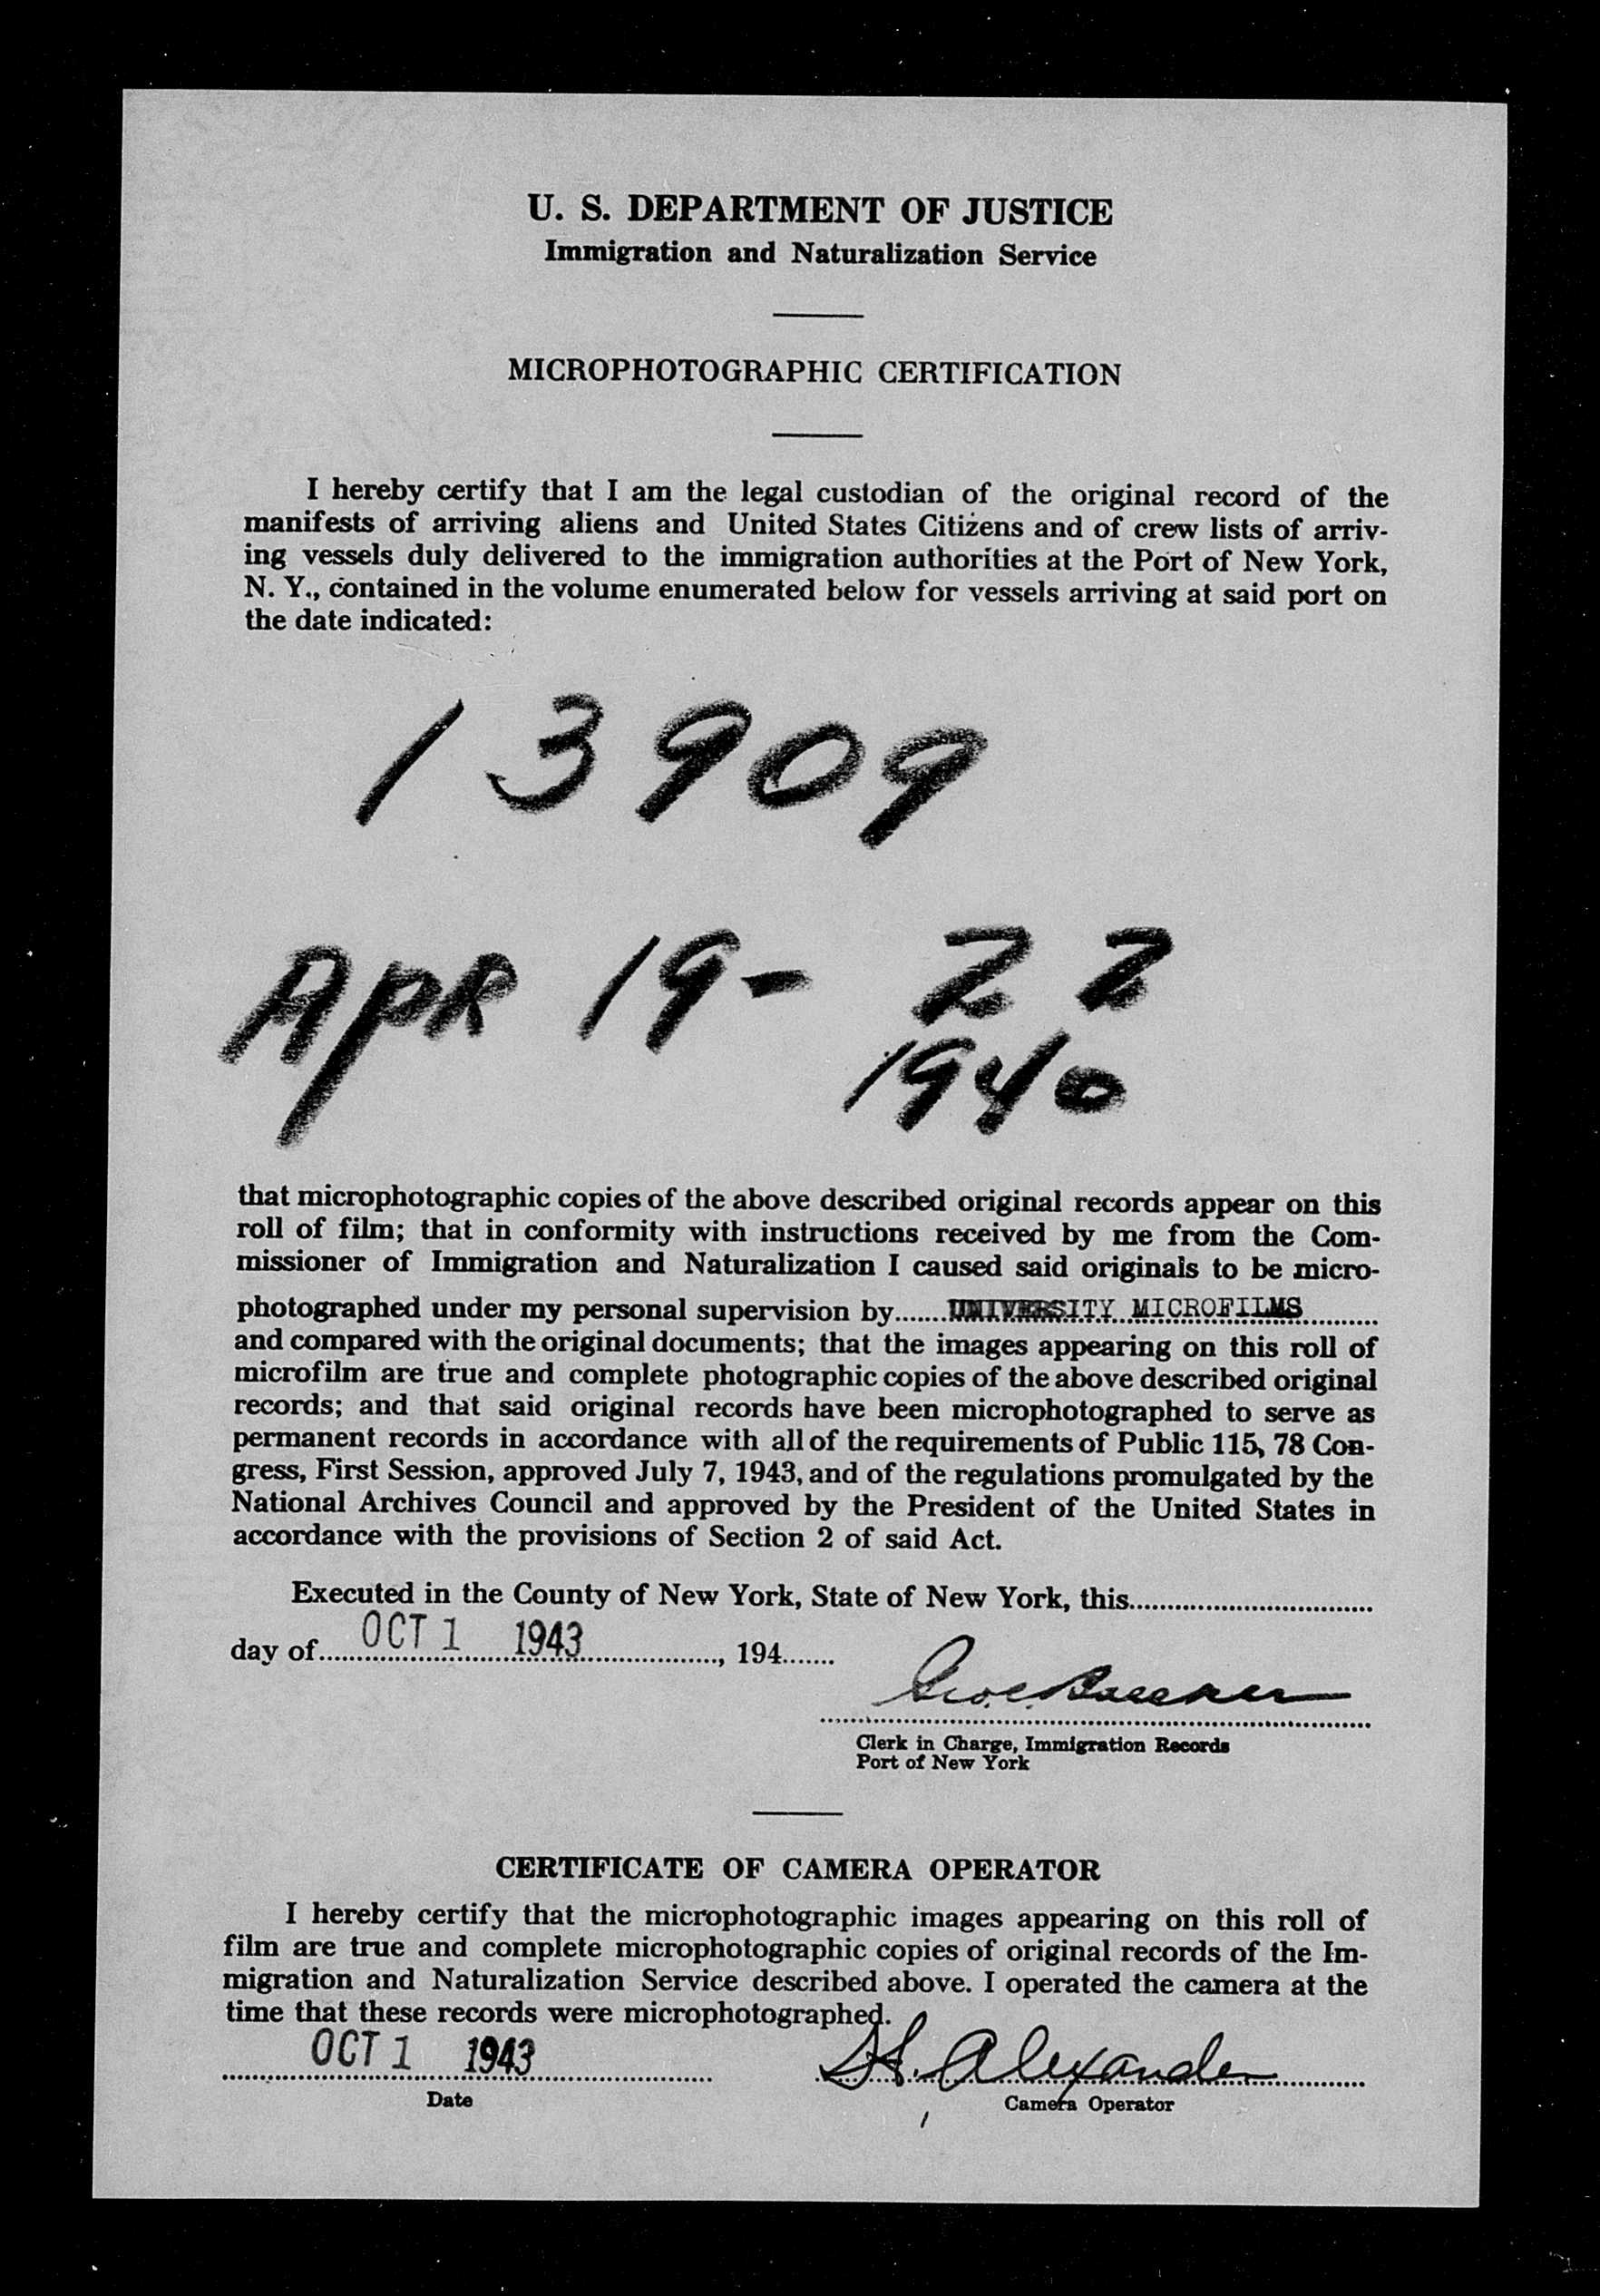 U. S. DEPARTMENT OF JUSTICE
Immigration and Naturalization Service
MICROPHOTOGRAPHIC CERTIFICATION
I hereby certify that I am the legal custodian of the original record of the
manifests of arriving aliens and United States Citizens and of crew lists of arriv-
ing vessels duly delivered to the immigration authorities at the Port of New York,
N. Y., contained in the volume enumerated below for vessels arriving at said port on
the date indicated:
13909
ApR 19- 22
1940
that microphotographic copies of the above described original records appear on this
roll of film; that in conformity with instructions received by me from the Com-
missioner of Immigration and Naturalization I caused said originals to be micro-
photographed under my personal supervision by UNIVERSITY MICROFILMS
and compared with the original documents; that the images appearing on this roll of
microfilm are true and complete photographic copies of the above described original
records; and that said original records have been microphotographed to serve as
permanent records in accordance with all of the requirements of Public 115, 78 Con-
gress, First Session, approved July 7, 1943, and of the regulations promulgated by the
National Archives Council and approved by the President of the United States in
accordance with the provisions of Section 2 of said Act.
Executed in the County of New York, State of New York, this
day of OCT 1 1943, 194
Clerk in Charge, Immigration Records
Port of New York
CERTIFICATE OF CAMERA OPERATOR
I hereby certify that the microphotographic images appearing on this roll of
film are true and complete microphotographic copies of original records of the Im-
migration and Naturalization Service described above. I operated the camera at the
time that these records were microphotographed.
OCT 1 1943 H. Alexander
Date Camera Operator